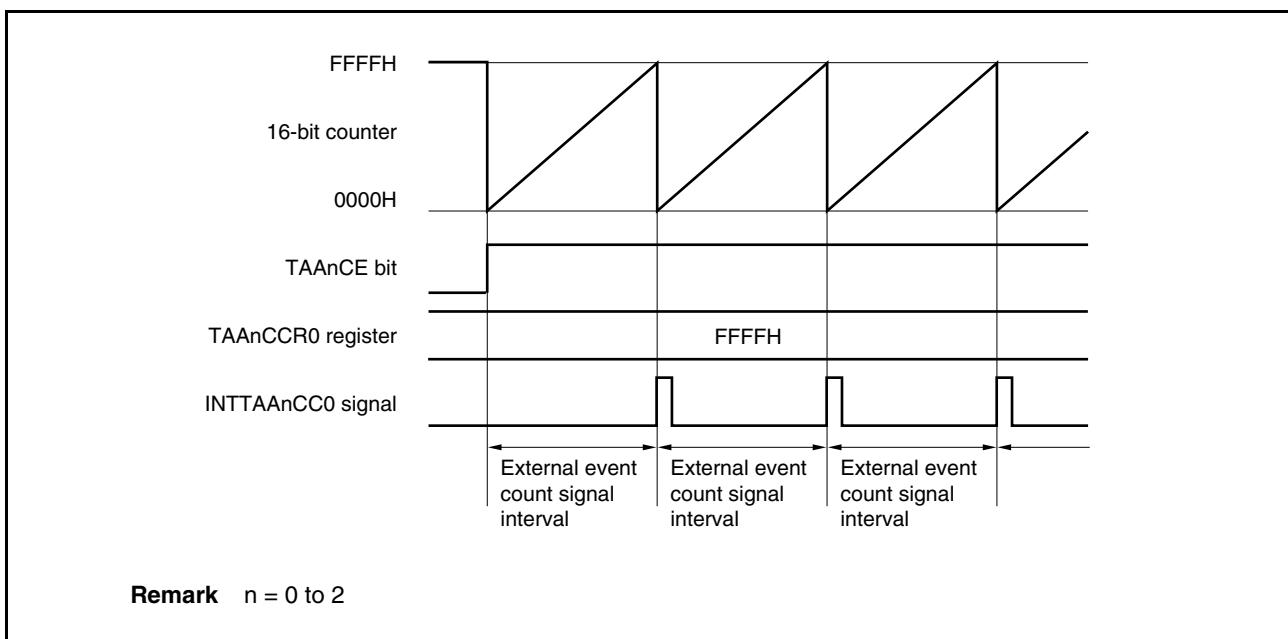 FFFFH
16-bit counter
0000H
TAAnCE bit
TAAnCCR0 register
FFFFH
INTTAAnCC0 signal
External event
count signal
interval
External event
count signal
interval
External event
count signal
interval
Remark n = 0 to 2